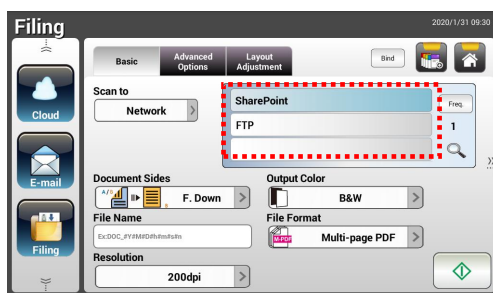 Filing
2020/1/31 09:30
Basic
Advanced Options
Layout Adjustment
Bind
Scan to
Network
SharePoint
FTP
Freq.
1
Cloud
E-mail
Filing
Document Sides
A/
F. Down
Output Color
B&W
File Name
Ex:DOC_#Y#M#D#h#m#s#n
File Format
M-PDF
Multi-page PDF
Resolution
200dpi